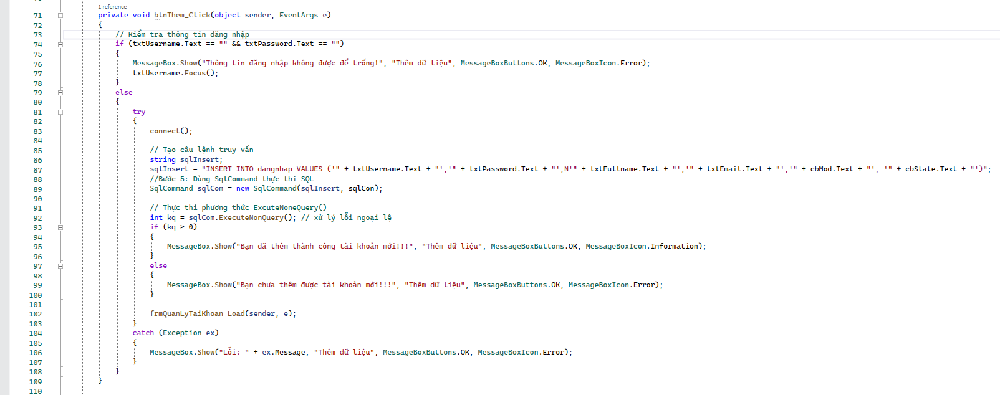 1 reference
71 private void btnThem_Click(object sender, EventArgs e)
72 {
73 // Kiểm tra thông tin đăng nhập
74 if (txtUsername.Text == "" && txtPassword.Text == "")
75 {
76 MessageBox.Show("Thông tin đăng nhập không được để trống!", "Thêm dữ liệu", MessageBoxButtons.OK, MessageBoxIcon.Error);
77 txtUsername.Focus();
78 }
79 else
80 {
81 try
82 {
83 connect();
84
85 // Tạo câu lệnh truy vấn
86 string sqlInsert;
87 sqlInsert = "INSERT INTO dangnhap VALUES ('" + txtUsername.Text + "','" + txtPassword.Text + "',N'" + txtFullname.Text + "','" + txtEmail.Text + "','" + cbMod.Text + "', '" + cbState.Text + "')";
88 //Bước 5: Dùng SqlCommand thực thi SQL
89 SqlCommand sqlCom = new SqlCommand(sqlInsert, sqlCon);
90
91 // Thực thi phương thức ExcuteNoneQuery()
92 int kq = sqlCom.ExecuteNonQuery(); // xử lý lỗi ngoại lệ
93 if (kq > 0)
94 {
95 MessageBox.Show("Bạn đã thêm thành công tài khoản mới!!!", "Thêm dữ liệu", MessageBoxButtons.OK, MessageBoxIcon.Information);
96 }
97 else
98 {
99 MessageBox.Show("Bạn chưa thêm được tài khoản mới!!!", "Thêm dữ liệu", MessageBoxButtons.OK, MessageBoxIcon.Error);
100 }
101
102 frmQuanLyTaiKhoan_Load(sender, e);
103 }
104 catch (Exception ex)
105 {
106 MessageBox.Show("Lỗi: " + ex.Message, "Thêm dữ liệu", MessageBoxButtons.OK, MessageBoxIcon.Error);
107 }
108 }
109 }
110